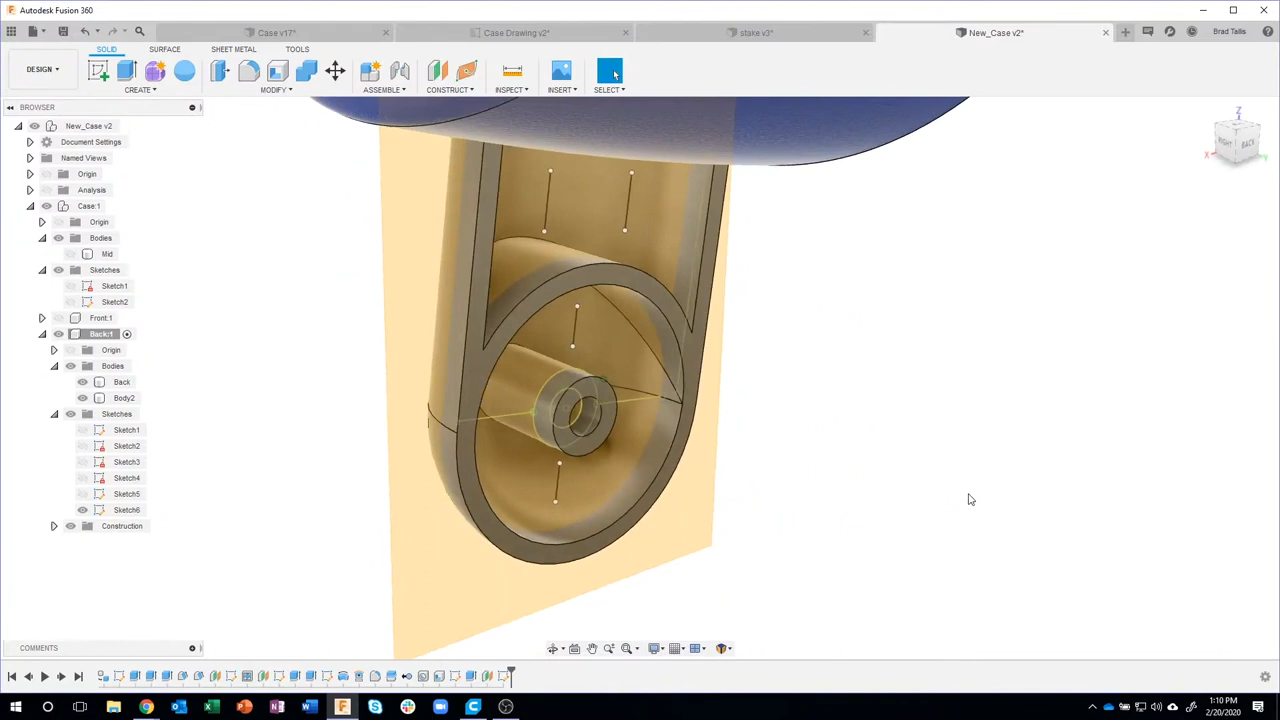 Autodesk Fusion 360
Case v17*
Case Drawing v2*
stake v3*
New_Case v2*
Brad Tallis
DESIGN
SOLID
SURFACE
SHEET METAL
TOOLS
CREATE
MODIFY
ASSEMBLE
CONSTRUCT
INSPECT
INSERT
SELECT
BROWSER
New_Case v2
Document Settings
Named Views
Origin
Analysis
Case:1
Origin
Bodies
Mid
Sketches
Sketch1
Sketch2
Front:1
Back:1
Origin
Bodies
Back
Body2
Sketches
Sketch1
Sketch2
Sketch3
Sketch4
Sketch5
Sketch6
Construction
Z
RIGHT
BACK
X
Y
COMMENTS
1:10 PM
2/20/2020